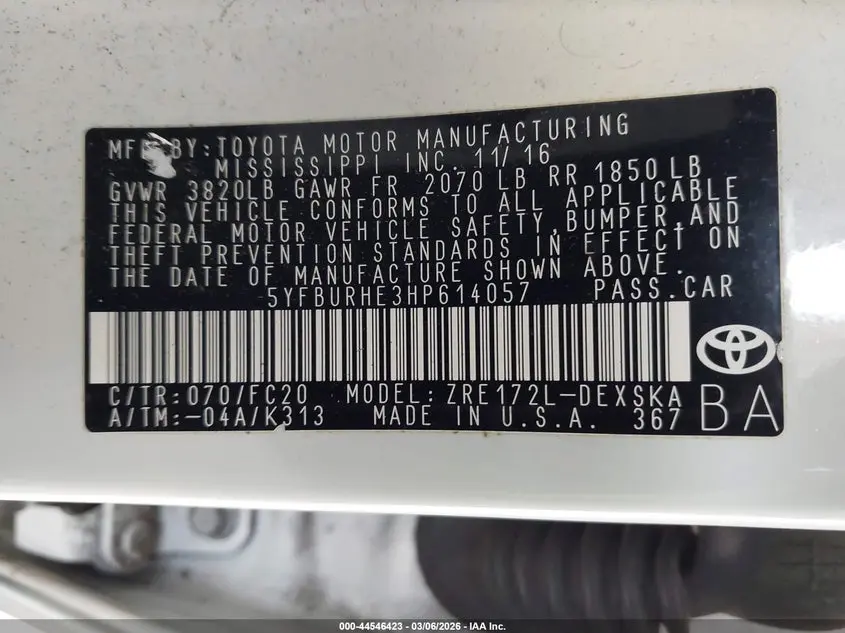 MFD BY:TOYOTA MOTOR MANUFACTURING
MISSISSIPPI INC. 11/16
GVWR 3820LB GAWR FR 2070 LB RR 1850 LB
THIS VEHICLE CONFORMS TO ALL APPLICABLE
FEDERAL MOTOR VEHICLE SAFETY,BUMPER,AND
THEFT PREVENTION STANDARDS IN EFFECT ON
THE DATE OF MANUFACTURE SHOWN ABOVE.
5YFBURHE3HP614057 PASS.CAR
C/TR:070/FC20 MODEL: ZRE172L-DEXSKA
A/TM:-04A/K313 MADE IN U.S.A. 367
BA
000-44546423 | 03/06/2026 - IAA Inc.